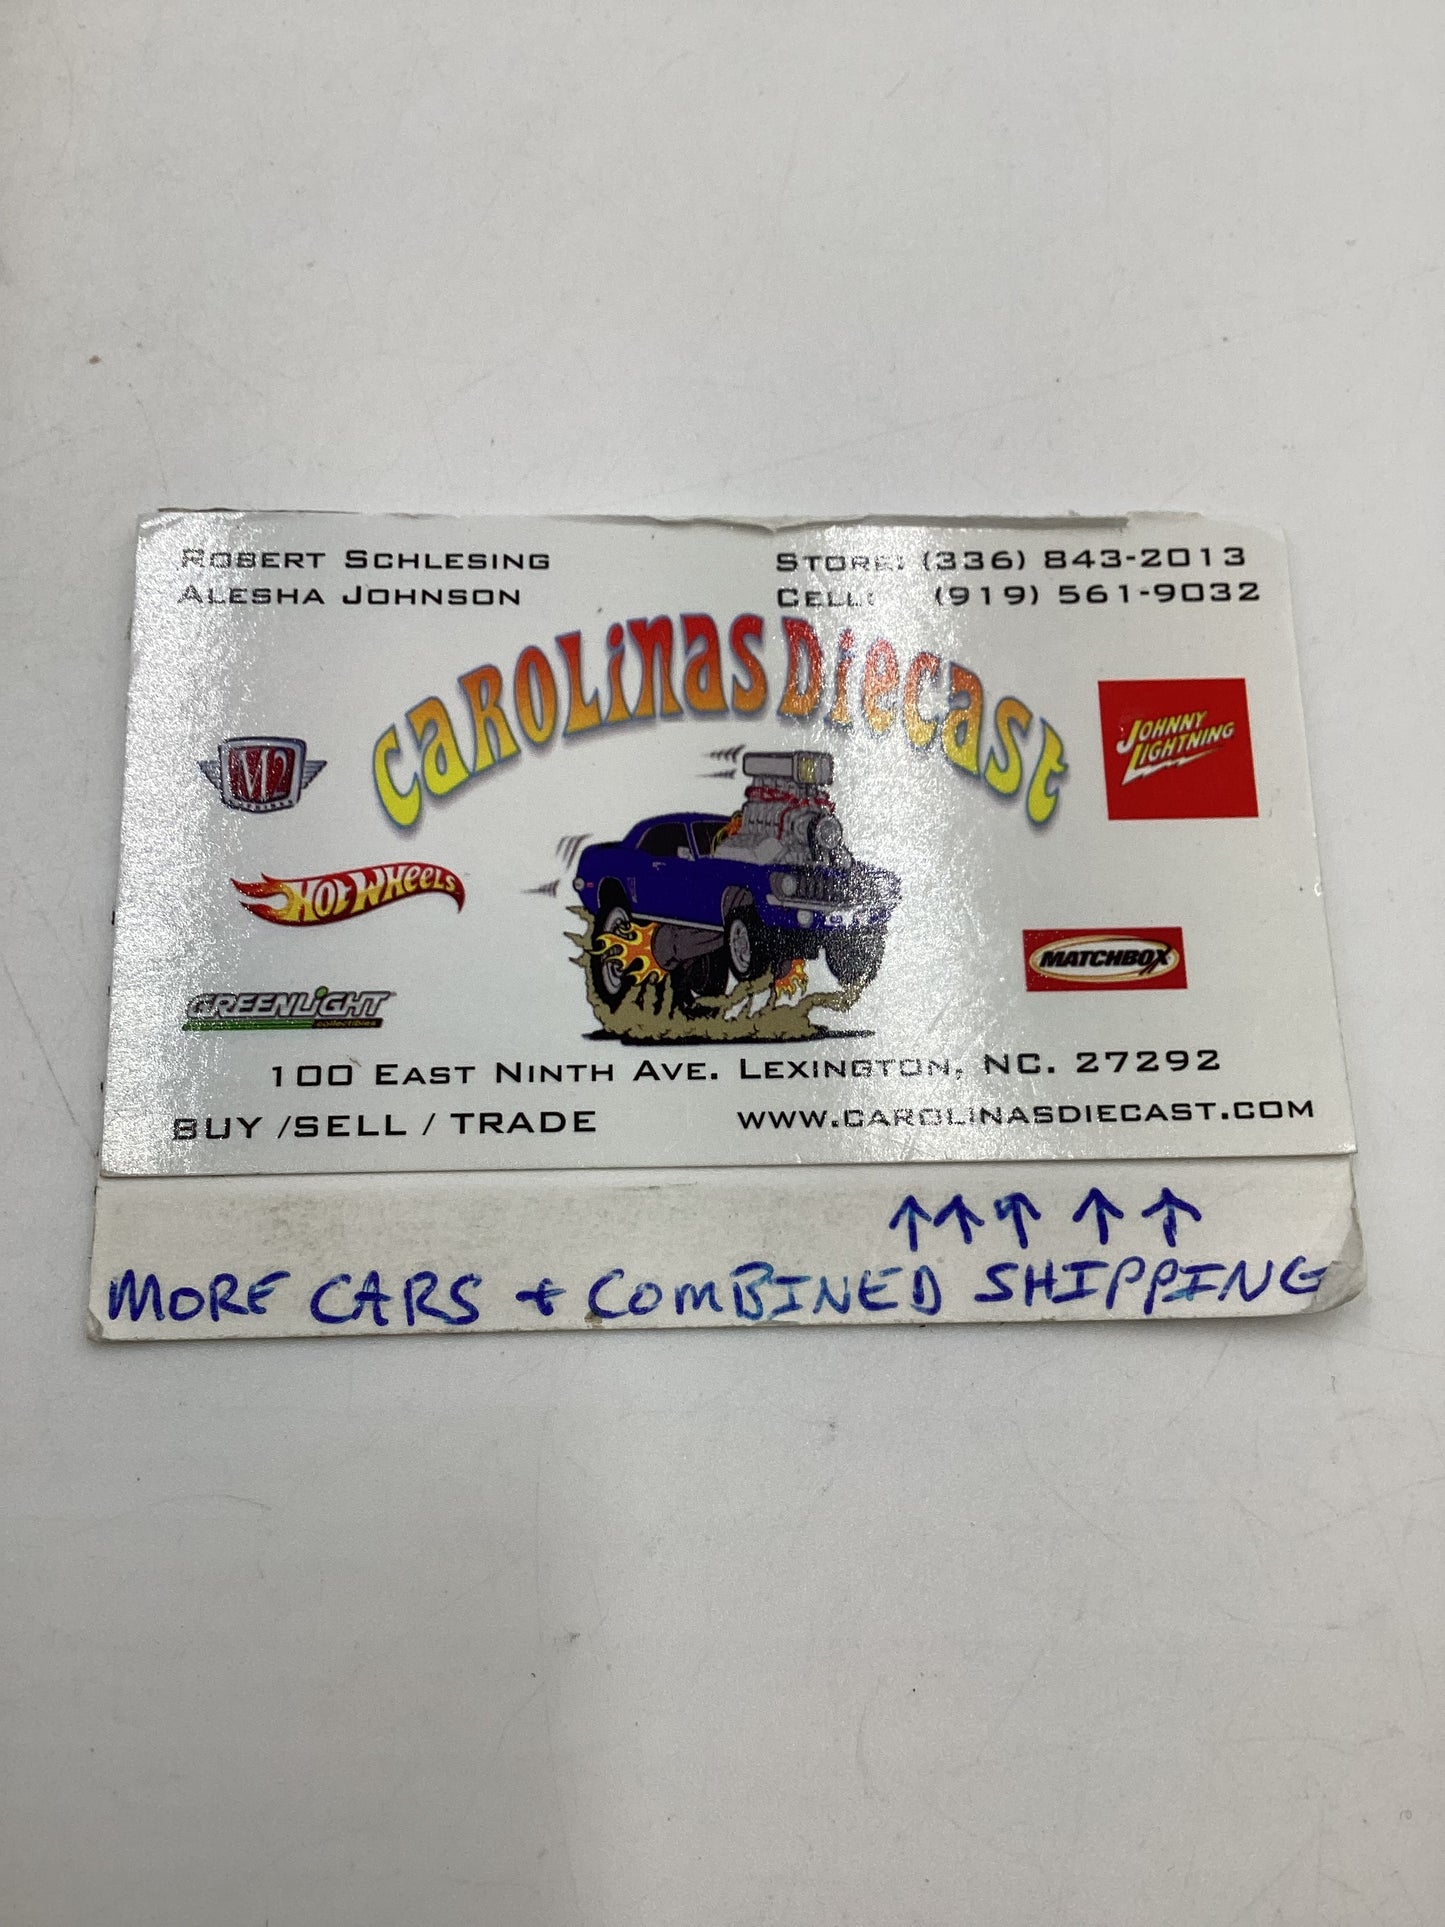 ROBERT SCHLESING
ALESHA JOHNSON
STORE: (336) 843-2013
CELL: (919) 561-9032
CAROLINAS DIECAST
M2
JOHNNY
LIGHTNING
HOT WHEELS
MATCHBOX
GREENLIGHT
collectibles
100 EAST NINTH AVE. LEXINGTON, NC. 27292
BUY /SELL / TRADE
WWW.CAROLINASDIECAST.COM
↑↑↑↑↑
MORE CARS + COMBINED SHIPPING